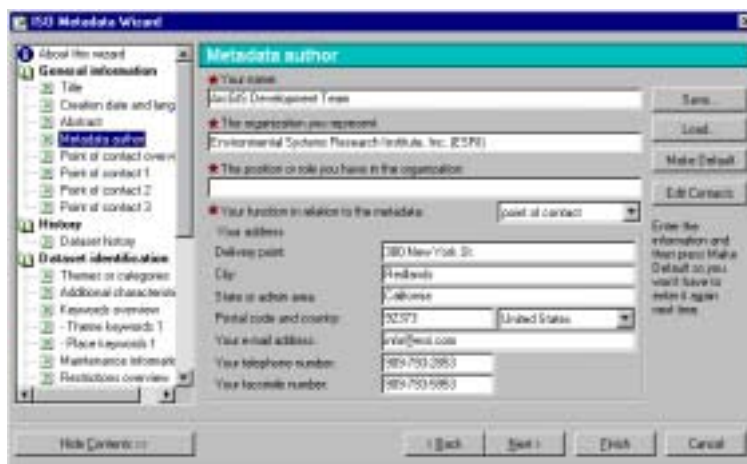 ISO Metadata Wizard
About this wizard
General information
Title
Creation date and lang
Abstract
Metadata author
Point of contact overvi
Point of contact 1
Point of contact 2
Point of contact 3
History
Dataset history
Dataset identification
Themes or categories
Additional characteristi
Keywords overview
- Theme keywords 1
- Place keywords 1
Maintenance informati
Restrictions overview
Metadata author
Your name
ArcGIS Development Team
The organization you represent
Environmental Systems Research Institute, Inc. (ESRI)
The position or role you have in the organization:
Your function in relation to the metadata:
point of contact
Your address
Delivery point:
380 New York St.
City:
Redlands
State or admin area:
California
Postal code and country:
92373
United States
Your e-mail address:
info@esri.com
Your telephone number:
909-793-2853
Your facsimile number:
909-793-5953
Save...
Load...
Make Default
Edit Contacts
Enter the
information and
then press Make
Default so you
won't have to
enter it again
next time.
Hide Contents <<
< Back
Next >
Finish
Cancel